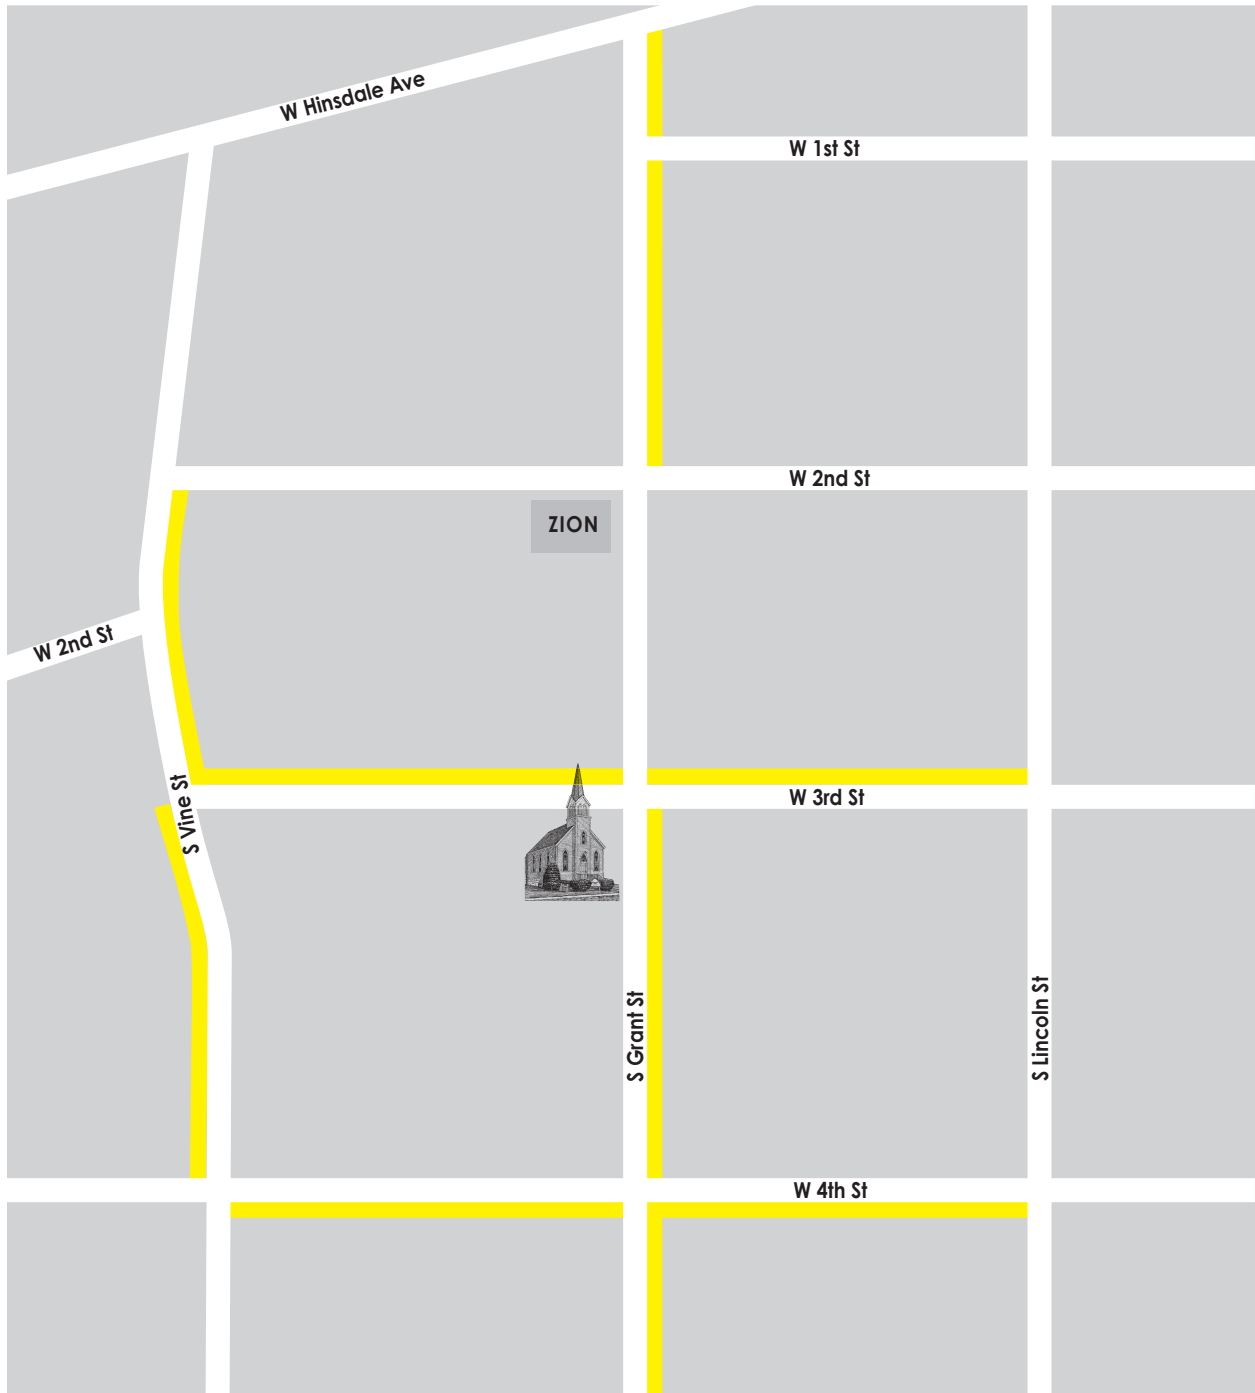 W Hinsdale Ave
W 1st St
W 2nd St
ZION
W 2nd St
S Vine St
W 3rd St
S Grant St
S Lincoln St
W 4th St